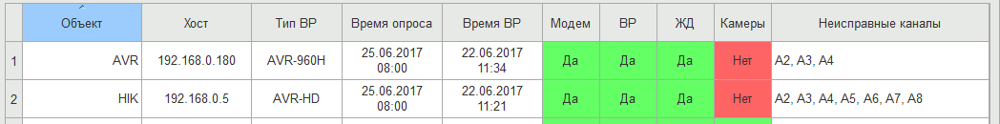 Объект Хост Тип ВР Время опроса Время ВР Модем ВР ЖД Камеры Неисправные каналы
1 AVR 192.168.0.180 AVR-960H 25.06.2017 08:00 22.06.2017 11:34 Да Да Да Нет A2, A3, A4
2 HIK 192.168.0.5 AVR-HD 25.06.2017 08:00 22.06.2017 11:21 Да Да Да Нет A2, A3, A4, A5, A6, A7, A8